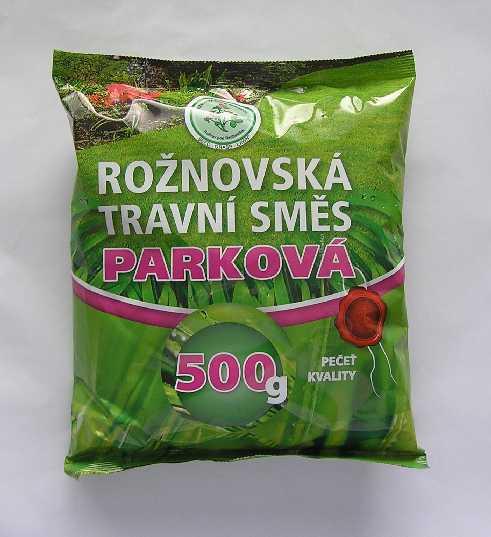 ROŽNOVSKÁ
TRAVNÍ SMĚS
PARKOVÁ
500g
PEČEŤ
KVALITY